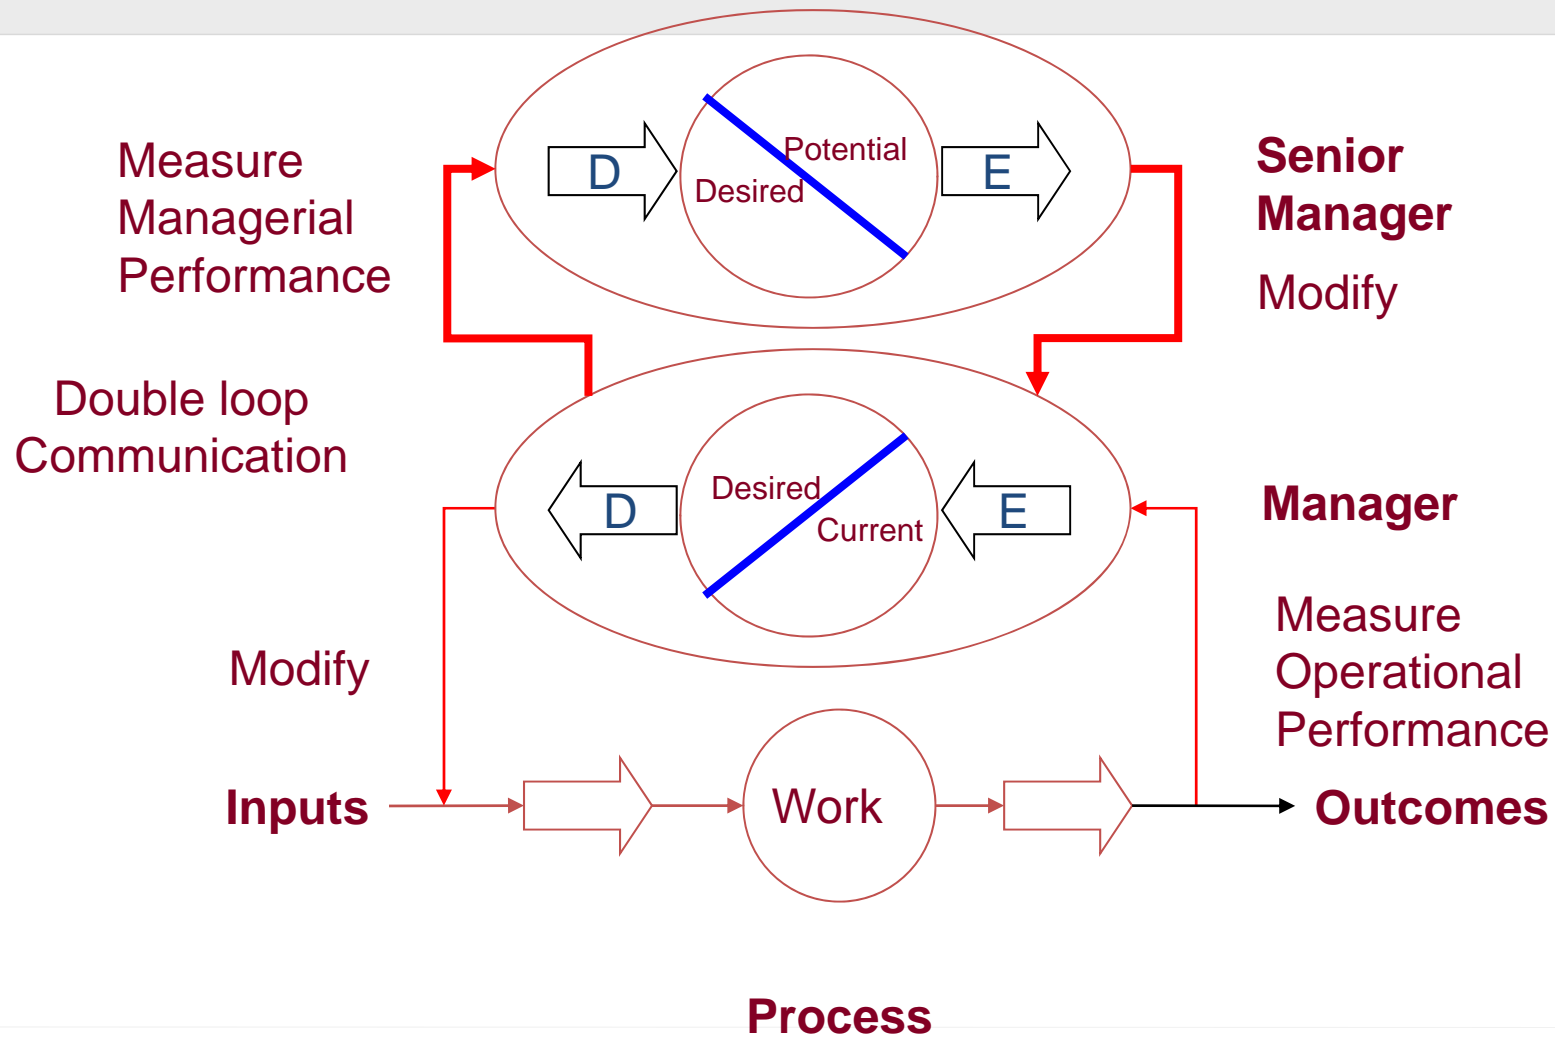 Measure
Managerial
Performance
D
Potential
Desired
E
Senior
Manager
Modify
Double loop
Communication
D
Desired
Current
E
Manager
Modify
Measure
Operational
Performance
Inputs
Work
Outcomes
Process